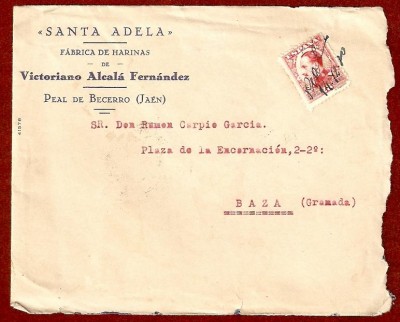 «SANTA ADELA»
FÁBRICA DE HARINAS
DE
Victoriano Alcalá Fernández
PEAL DE BECERRO (JAÉN)
SR. Don Ramon Carpio Garcia.
Plaza de la Encarnación, 2-2º:
BAZA (Granada)
ESPAÑA